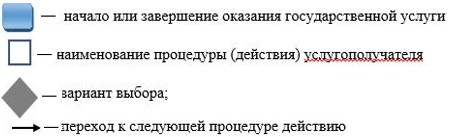 — начало или завершение оказания государственной услуги
— наименование процедуры (действия) услугополучателя
— вариант выбора;
— переход к следующей процедуре действию